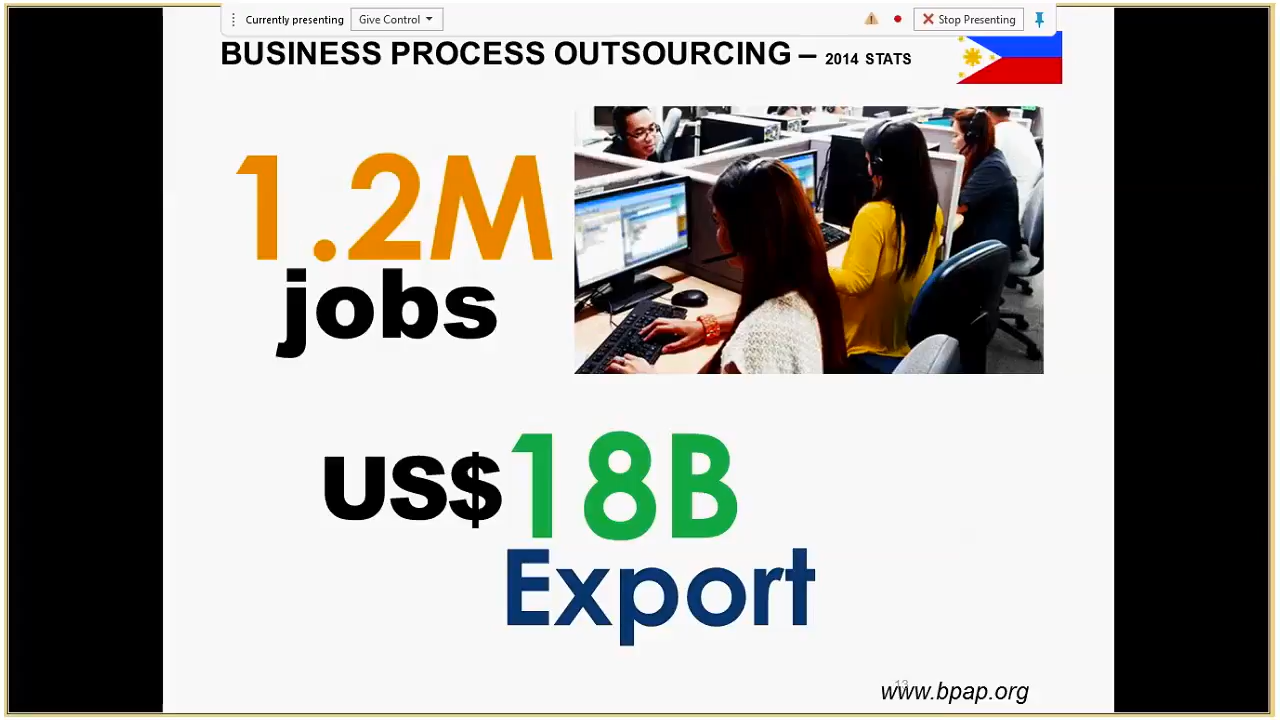 Currently presenting Give Control Stop Presenting
BUSINESS PROCESS OUTSOURCING – 2014 STATS
1.2M
jobs
US$18B
Export
13
www.bpap.org